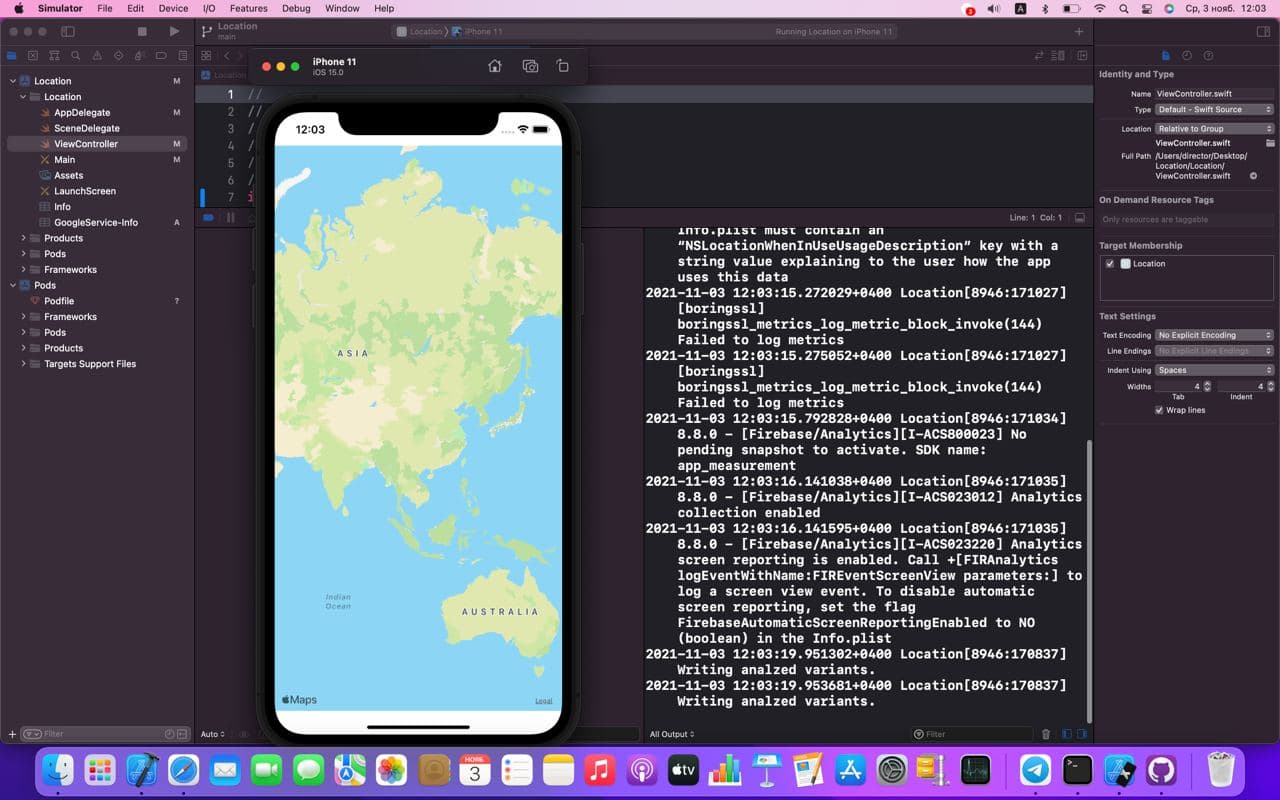 Simulator File Edit Device I/O Features Debug Window Help
3 A Ср, 3 нояб. 12:03
Location
main
Location iPhone 11
Running Location on iPhone 11
iPhone 11
iOS 15.0
Location M
Location
AppDelegate M
SceneDelegate
ViewController M
Main M
Assets
LaunchScreen
Info
GoogleService-Info A
Products
Pods
Frameworks
Pods
Podfile ?
Frameworks
Pods
Products
Targets Support Files
Filter
Location
1 //
2 //
3 /
4 /
5 /
6 /
7 i
Line: 1 Col: 1
12:03
ASIA
Indian
Ocean
AUSTRALIA
Maps
Legal
Auto
Info.plist must contain an
“NSLocationWhenInUseUsageDescription” key with a
string value explaining to the user how the app
uses this data
2021-11-03 12:03:15.272029+0400 Location[8946:171027]
[boringssl]
boringssl_metrics_log_metric_block_invoke(144)
Failed to log metrics
2021-11-03 12:03:15.275052+0400 Location[8946:171027]
[boringssl]
boringssl_metrics_log_metric_block_invoke(144)
Failed to log metrics
2021-11-03 12:03:15.792828+0400 Location[8946:171034]
8.8.0 - [Firebase/Analytics][I-ACS800023] No
pending snapshot to activate. SDK name:
app_measurement
2021-11-03 12:03:16.141038+0400 Location[8946:171035]
8.8.0 - [Firebase/Analytics][I-ACS023012] Analytics
collection enabled
2021-11-03 12:03:16.141595+0400 Location[8946:171035]
8.8.0 - [Firebase/Analytics][I-ACS023220] Analytics
screen reporting is enabled. Call +[FIRAnalytics
logEventWithName:FIREventScreenView parameters:] to
log a screen view event. To disable automatic
screen reporting, set the flag
FirebaseAutomaticScreenReportingEnabled to NO
(boolean) in the Info.plist
2021-11-03 12:03:19.951302+0400 Location[8946:170837]
Writing analzed variants.
2021-11-03 12:03:19.953681+0400 Location[8946:170837]
Writing analzed variants.
All Output
Filter
Identity and Type
Name ViewController.swift
Type Default - Swift Source
Location Relative to Group
ViewController.swift
Full Path /Users/director/Desktop/
Location/Location/
ViewController.swift
On Demand Resource Tags
Only resources are taggable
Target Membership
Location
Text Settings
Text Encoding No Explicit Encoding
Line Endings No Explicit Line Endings
Indent Using Spaces
Widths 4 4
Tab Indent
Wrap lines
НОЯБ.
3
tv